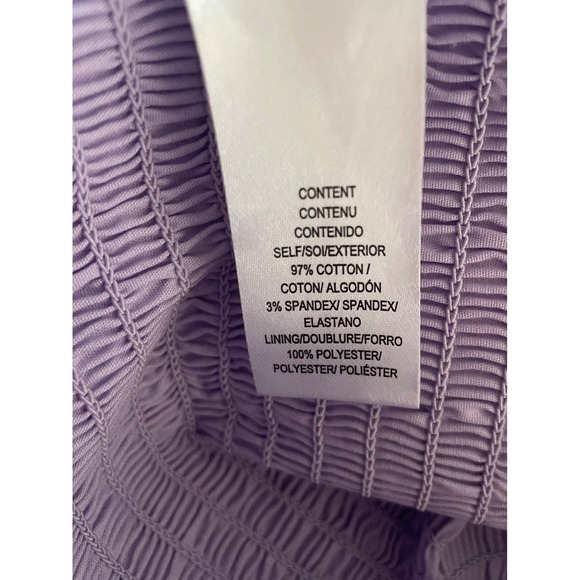 CONTENT
CONTENU
CONTENIDO
SELF/SOI/EXTERIOR
97% COTTON /
COTON/ ALGODÓN
3% SPANDEX/ SPANDEX/
ELASTANO
LINING/DOUBLURE/FORRO
100% POLYESTER/
POLYESTER/ POLIÉSTER